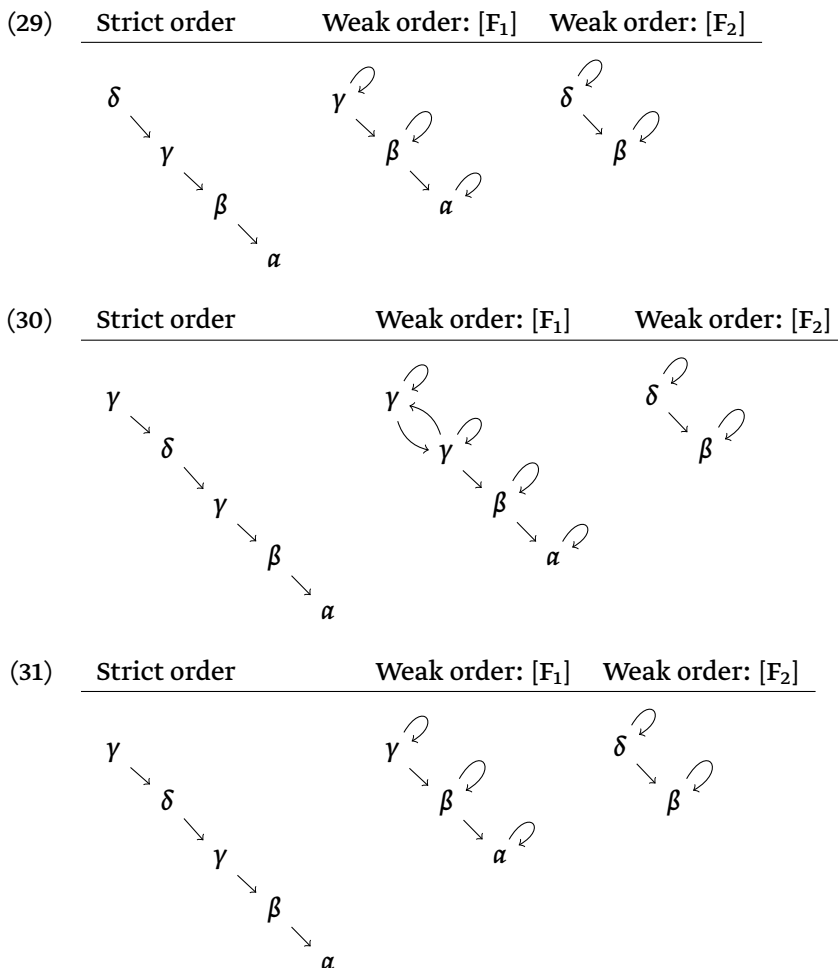 (29) Strict order Weak order: [F₁] Weak order: [F₂]
δ γ δ
γ β β
β α
α
(30) Strict order Weak order: [F₁] Weak order: [F₂]
γ γ δ
δ γ β
γ β
β α
α
(31) Strict order Weak order: [F₁] Weak order: [F₂]
γ γ δ
δ β β
γ α
β
α